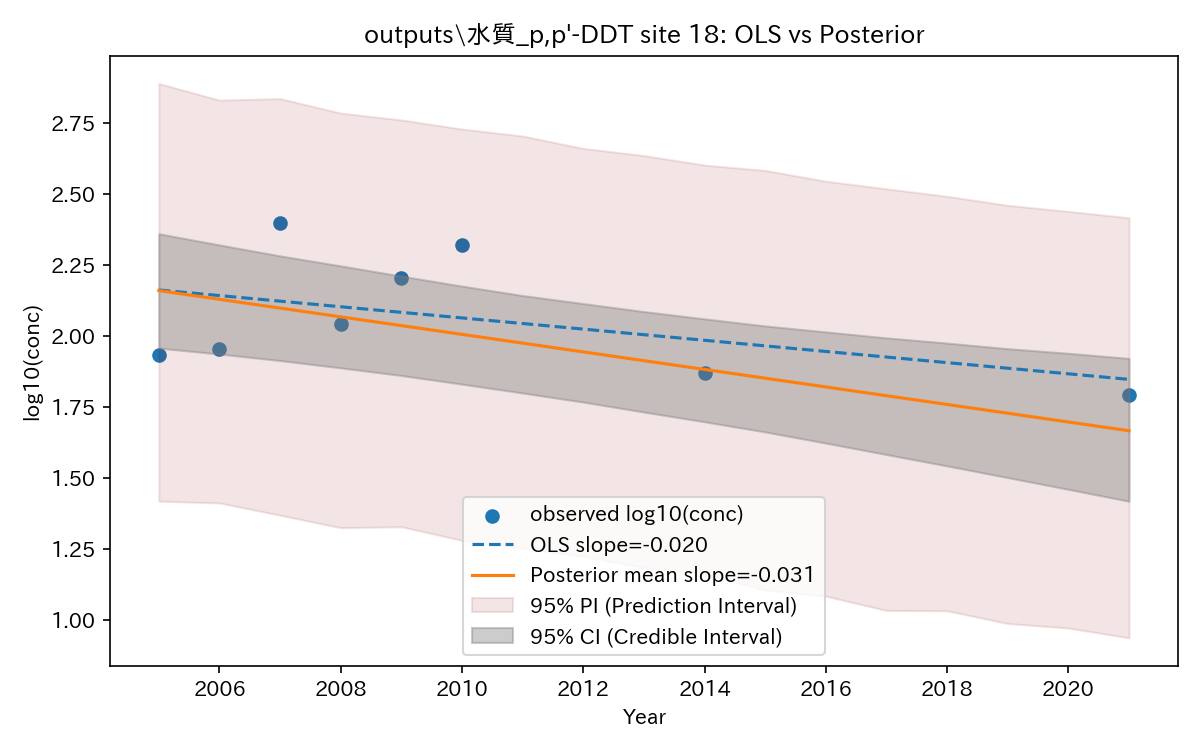 outputs\水質_p,p'-DDT site 18: OLS vs Posterior
log10(conc)
2.75
2.50
2.25
2.00
1.75
1.50
1.25
1.00
observed log10(conc)
OLS slope=-0.020
Posterior mean slope=-0.031
95% PI (Prediction Interval)
95% CI (Credible Interval)
2006 2008 2010 2012 2014 2016 2018 2020
Year